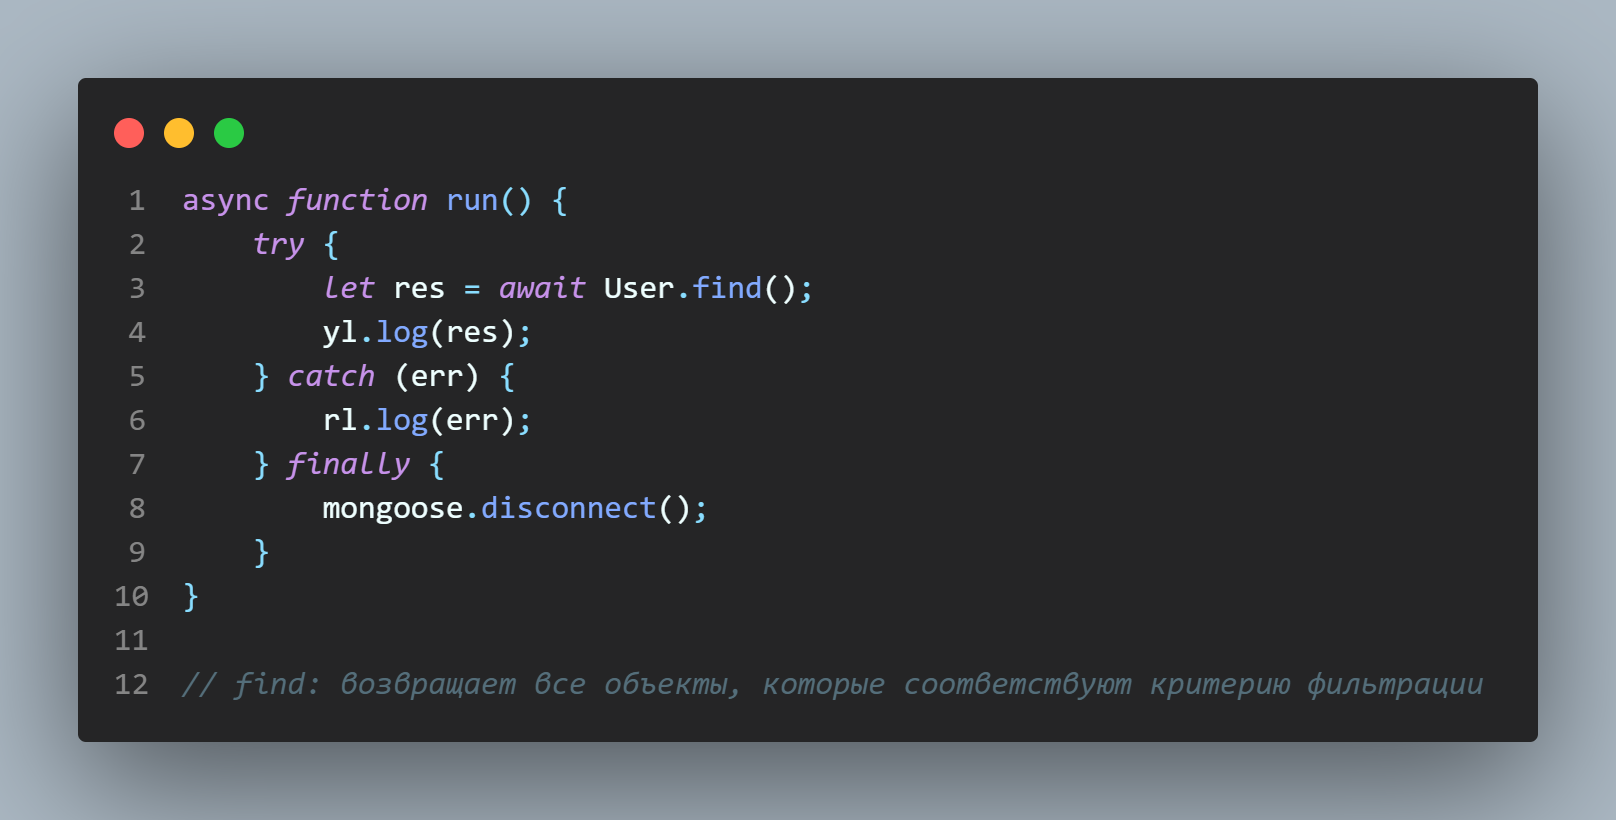 1 async function run() {
2     try {
3         let res = await User.find();
4         yl.log(res);
5     } catch (err) {
6         rl.log(err);
7     } finally {
8         mongoose.disconnect();
9     }
10 }
11
12 // find: возвращает все объекты, которые соответствуют критерию фильтрации